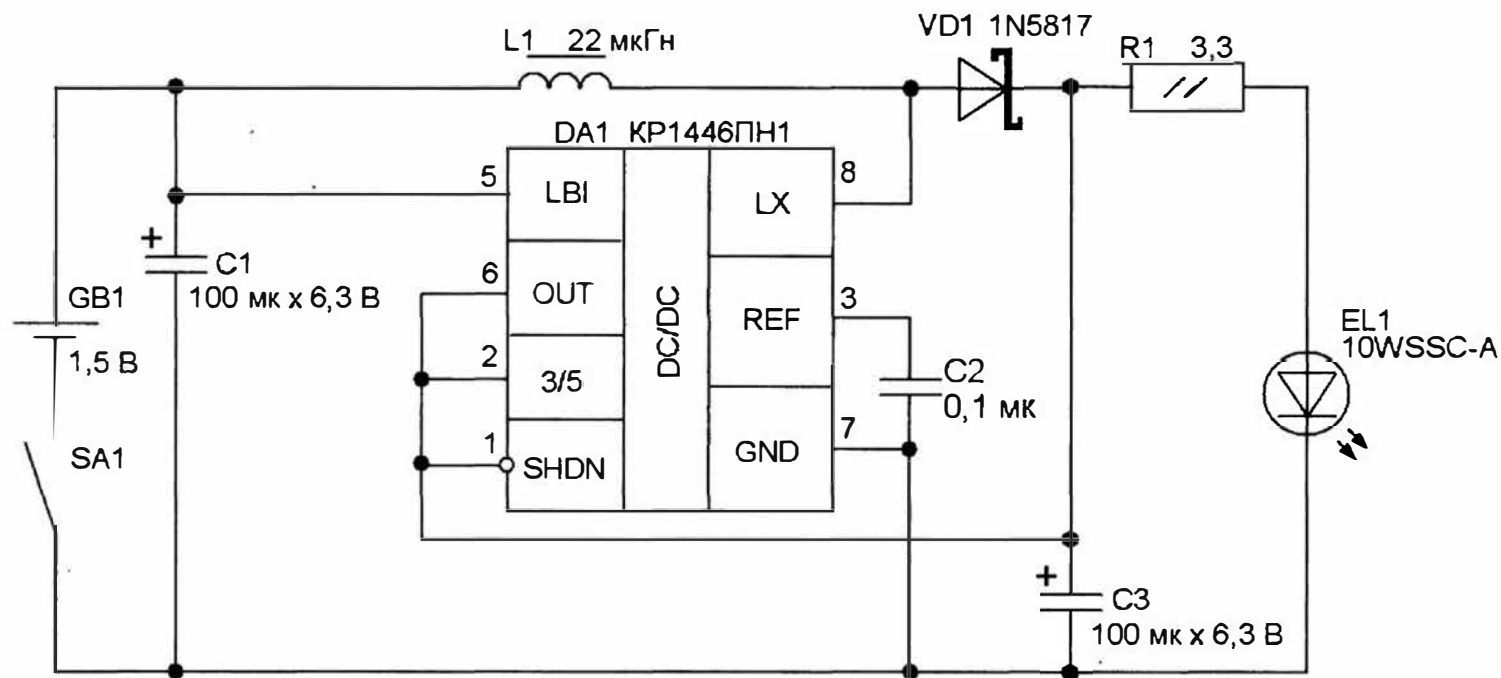 L1 22 мкГн
VD1 1N5817
R1 3,3
DA1 КР1446ПН1
5
LBI
LX
8
+
C1
100 мк х 6,3 В
6
OUT
REF
3
GB1
1,5 В
2
3/5
DC/DC
C2
0,1 мк
EL1
10WSSC-A
SA1
1
SHDN
GND
7
+
C3
100 мк х 6,3 В